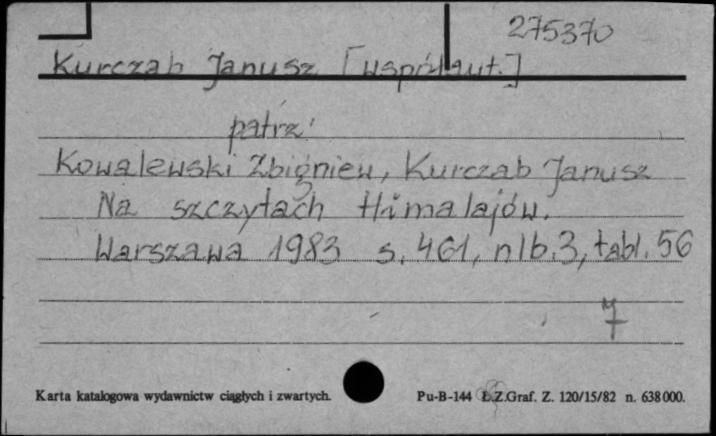 275370
Kurczab Janusz [współaut.]
patrz:
Kowalewski Zbigniew, Kurczab Janusz
Na szczytach Himalajów.
Warszawa 1983 s. 461, nlb. 3, tabl. 56
7
Karta katalogowa wydawnictw ciągłych i zwartych. Pu-B-144 Ł.Z.Graf. Z. 120/15/82 n. 638000.